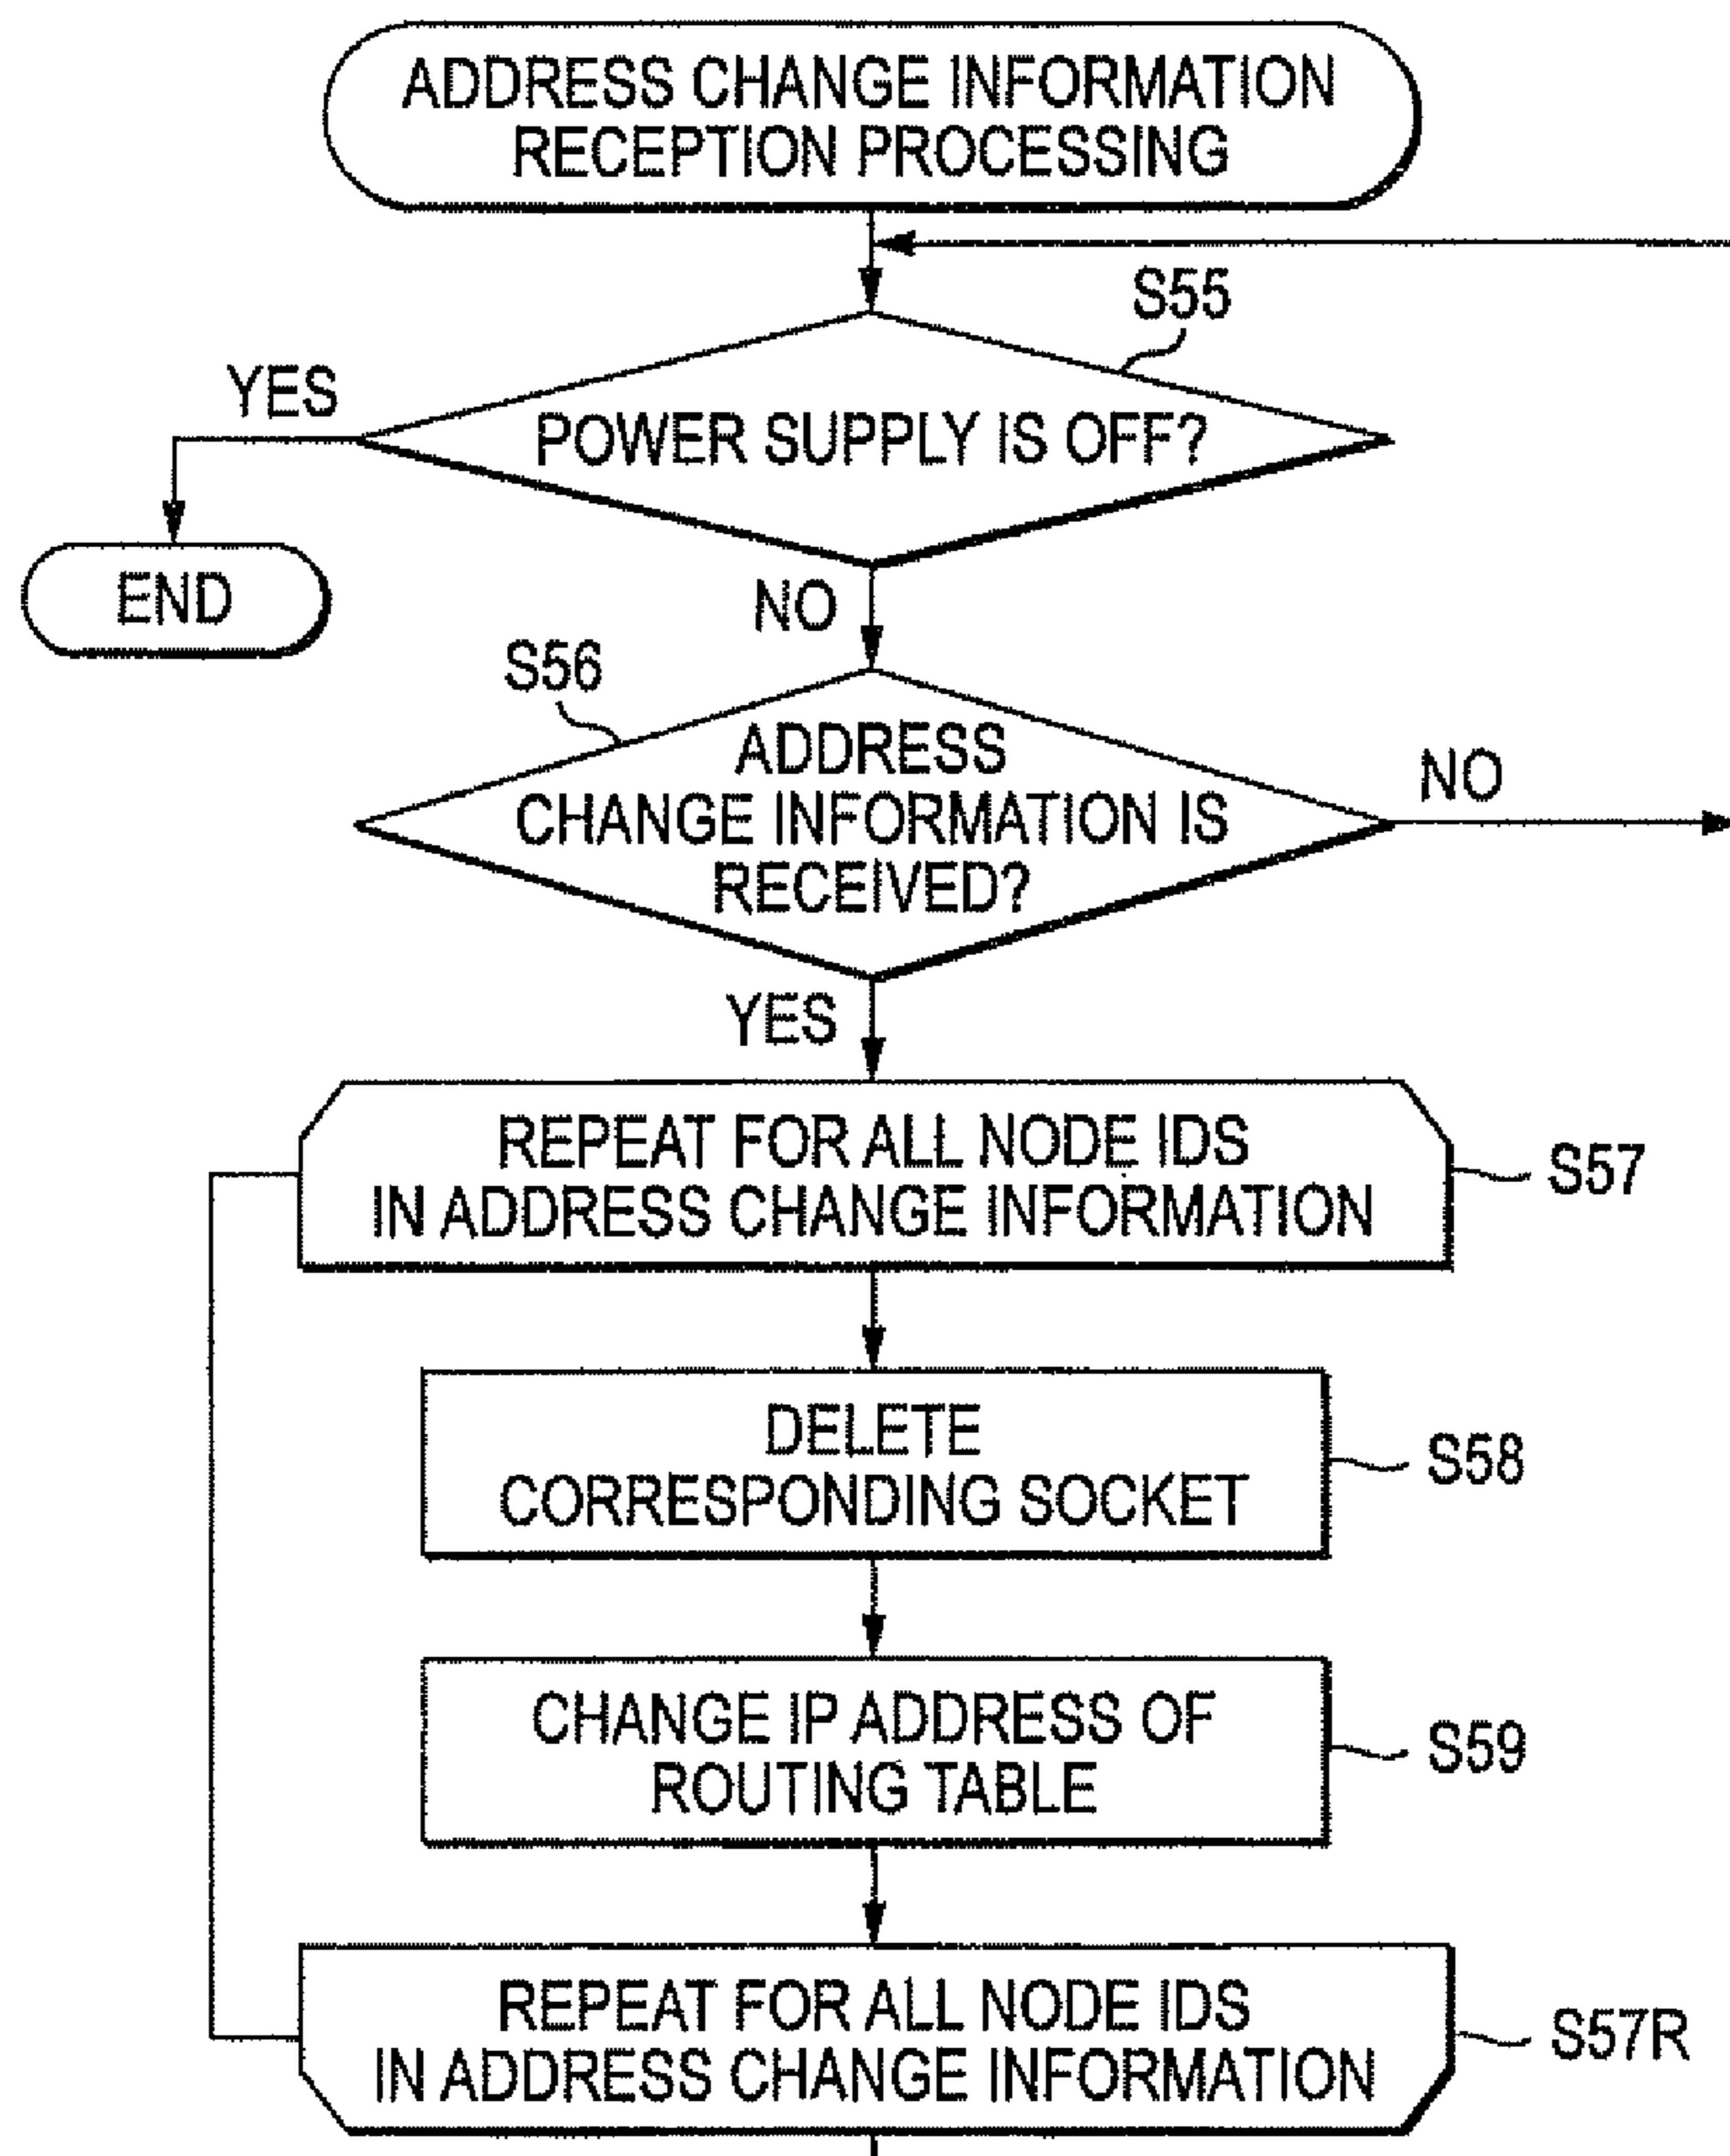 ADDRESS CHANGE INFORMATION
RECEPTION PROCESSING
S55
YES
POWER SUPPLY IS OFF?
END
NO
S56
ADDRESS
CHANGE INFORMATION IS
RECEIVED?
NO
YES
REPEAT FOR ALL NODE IDS
IN ADDRESS CHANGE INFORMATION
S57
DELETE
CORRESPONDING SOCKET
S58
CHANGE IP ADDRESS OF
ROUTING TABLE
S59
REPEAT FOR ALL NODE IDS
IN ADDRESS CHANGE INFORMATION
S57R